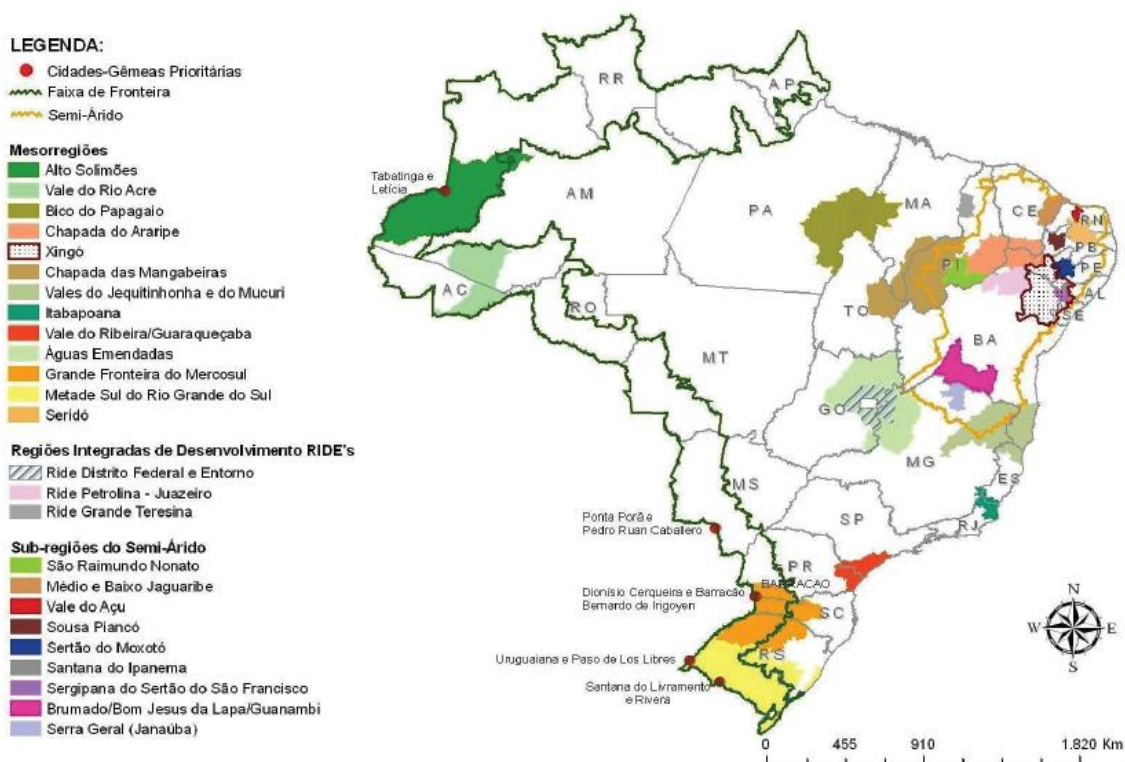 LEGENDA:
Cidades-Gêmeas Prioritárias
Faixa de Fronteira
Semi-Árido
Mesorregiões
Alto Solimões
Vale do Rio Acre
Bico do Papagaio
Chapada do Araripe
Xingó
Chapada das Mangabeiras
Vales do Jequitinhonha e do Mucuri
Itabapoana
Vale do Ribeira/Guaraqueçaba
Águas Emendadas
Grande Fronteira do Mercosul
Metade Sul do Rio Grande do Sul
Seridó
Regiões Integradas de Desenvolvimento RIDE's
Ride Distrito Federal e Entorno
Ride Petrolina - Juazeiro
Ride Grande Teresina
Sub-regiões do Semi-Árido
São Raimundo Nonato
Médio e Baixo Jaguaribe
Vale do Açu
Sousa Piancó
Sertão do Moxotó
Santana do Ipanema
Sergipana do Sertão do São Francisco
Brumado/Bom Jesus da Lapa/Guanambi
Serra Geral (Janaúba)
RR
AP
Tabatinga e
Letícia
AM
PA
MA
CE
RN
PB
PI
PE
AL
SE
AC
RO
TO
BA
MT
GO
MG
ES
MS
SP
RJ
Ponta Porã e
Pedro Ruan Caballero
PR
BARRACAO
Dionísio Cerqueira e Barracão
Bernardo de Irigoyen
SC
Uruguaiana e Paso de Los Libres
RS
Santana do Livramento
e Rivera
N
W
E
S
0 455 910 1.820 Km